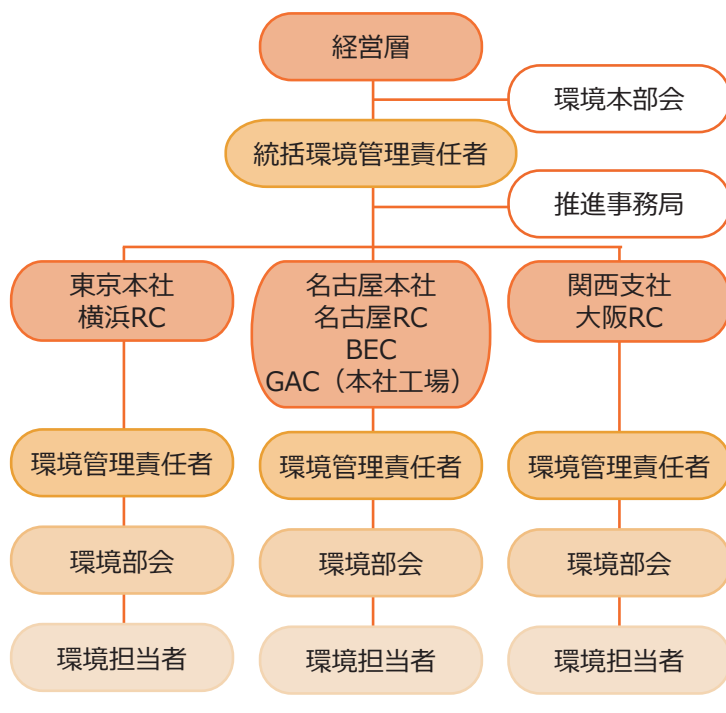 経営層
環境本部会
統括環境管理責任者
推進事務局
東京本社
横浜RC
名古屋本社
名古屋RC
BEC
GAC（本社工場）
関西支社
大阪RC
環境管理責任者
環境管理責任者
環境管理責任者
環境部会
環境部会
環境部会
環境担当者
環境担当者
環境担当者